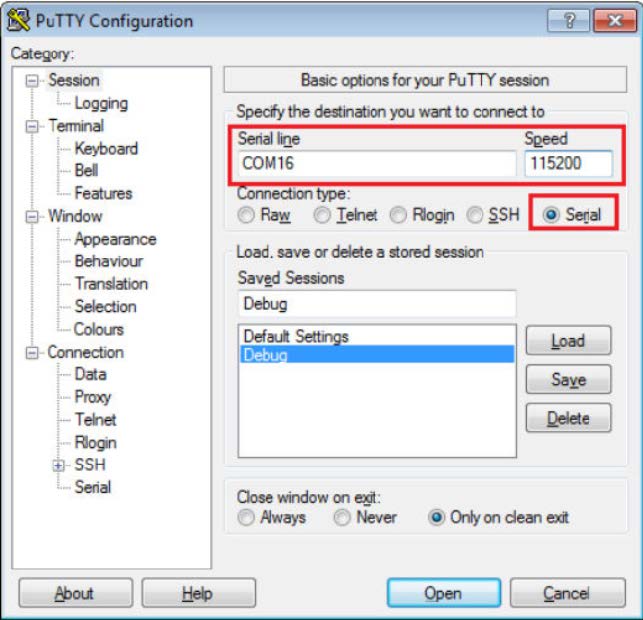 PuTTY Configuration
?
Category:
Session
Logging
Terminal
Keyboard
Bell
Features
Window
Appearance
Behaviour
Translation
Selection
Colours
Connection
Data
Proxy
Telnet
Rlogin
SSH
Serial
Basic options for your PuTTY session
Specify the destination you want to connect to
Serial line Speed
COM16 115200
Connection type:
Raw Telnet Rlogin SSH Serial
Load, save or delete a stored session
Saved Sessions
Debug
Default Settings
Debug
Load
Save
Delete
Close window on exit:
Always Never Only on clean exit
About Help Open Cancel